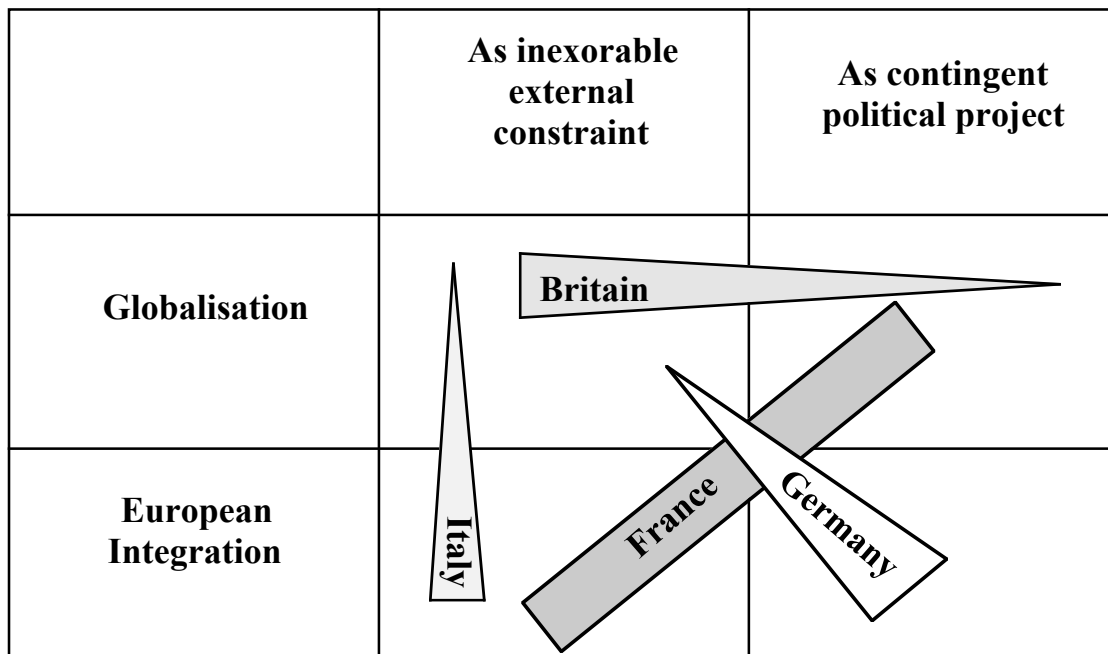 As inexorable
external
constraint
As contingent
political project
Globalisation
Britain
European
Integration
Italy
France
Germany